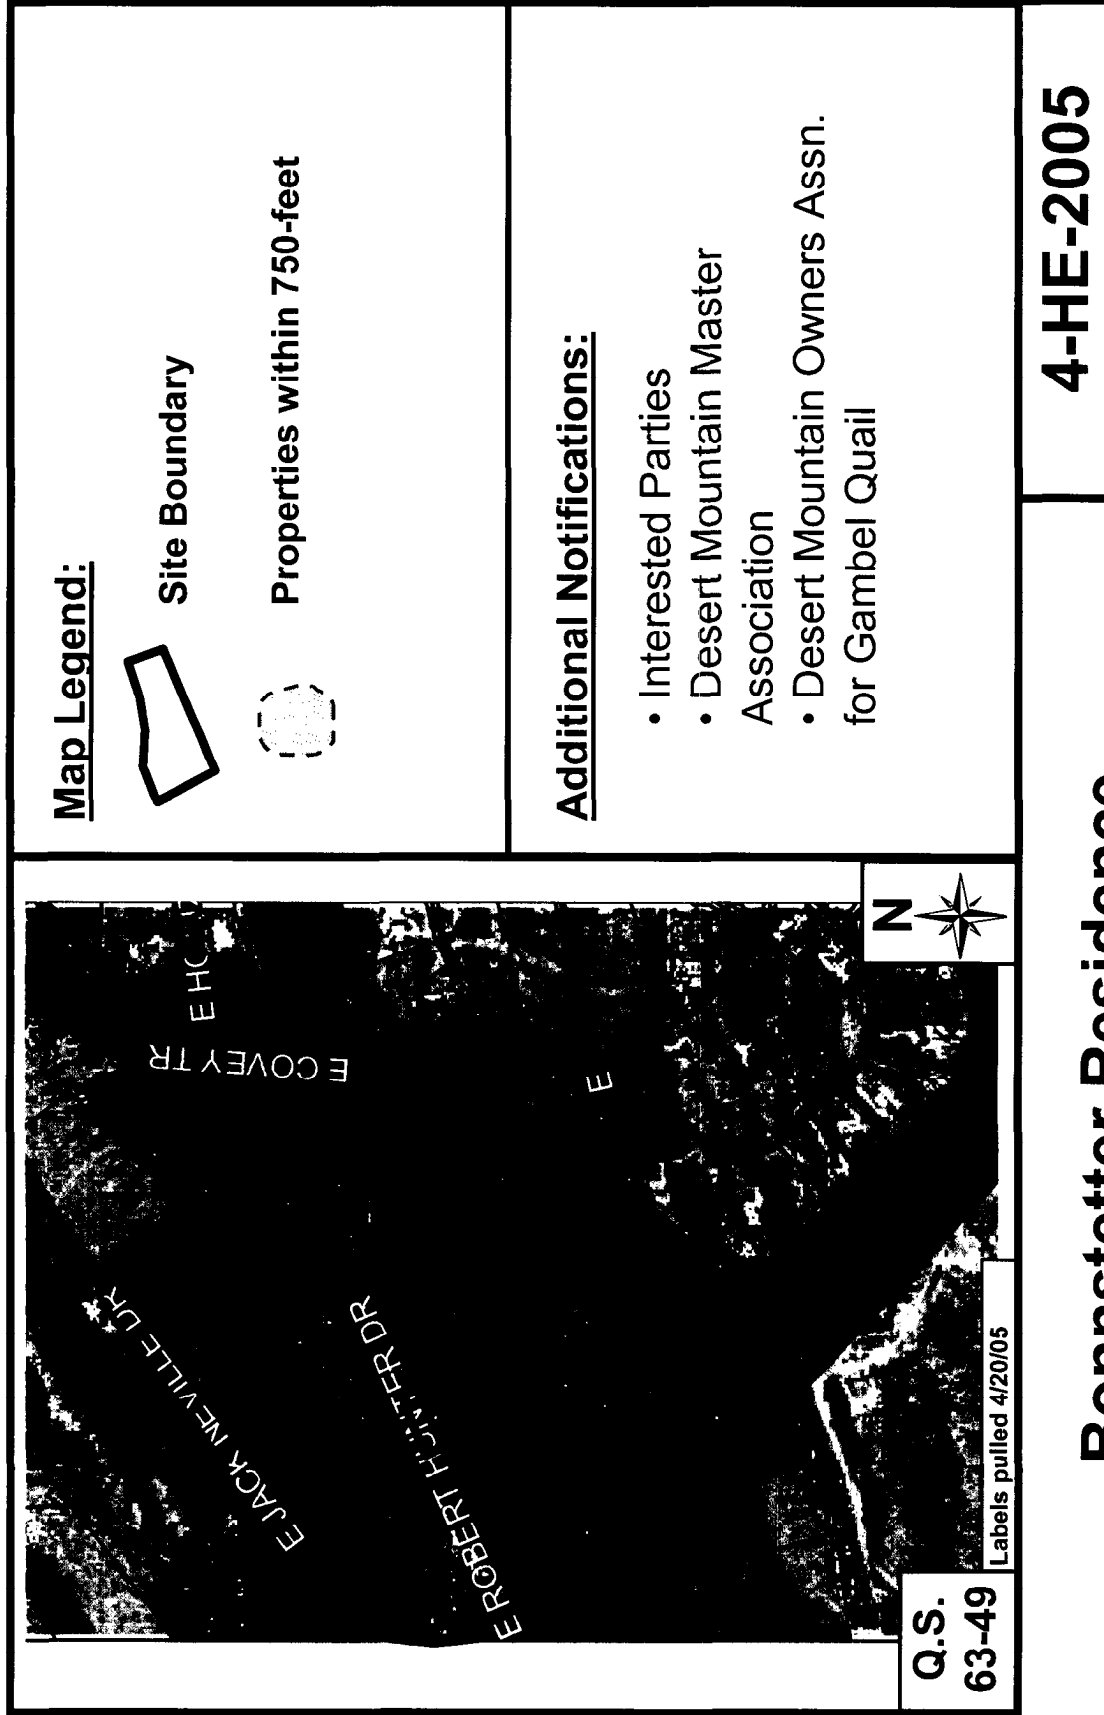 E JACK NEVILLE DR
E ROBERT HUNTER DR
E COVEY TR
E
Q.S.
63-49
Labels pulled 4/20/05
N
Map Legend:
Site Boundary
Properties within 750-feet
Additional Notifications:
• Interested Parties
• Desert Mountain Master
Association
• Desert Mountain Owners Assn.
for Gambel Quail
Residence
4-HE-2005